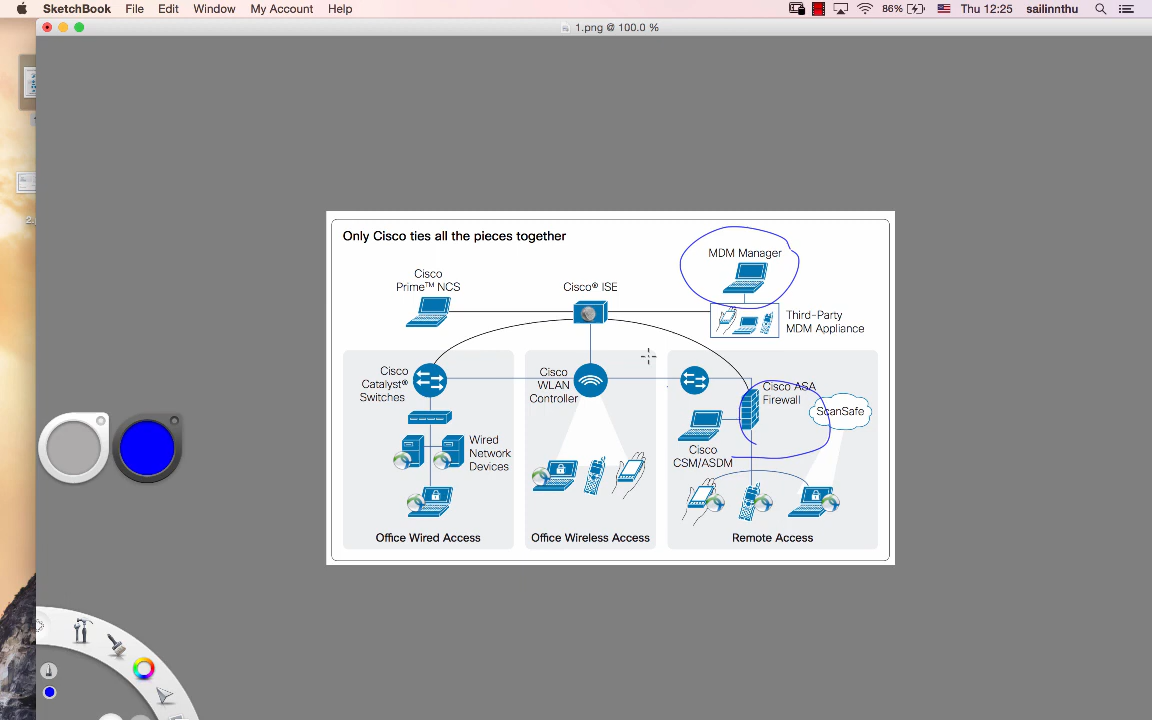 SketchBook File Edit Window My Account Help 86% Thu 12:25 sailinnthu
1.png @ 100.0 %
Only Cisco ties all the pieces together
MDM Manager
Cisco
Prime™ NCS
Cisco® ISE
Third-Party
MDM Appliance
Cisco
Catalyst®
Switches
Cisco
WLAN
Controller
Cisco ASA
Firewall
ScanSafe
Wired
Network
Devices
Cisco
CSM/ASDM
Office Wired Access
Office Wireless Access
Remote Access